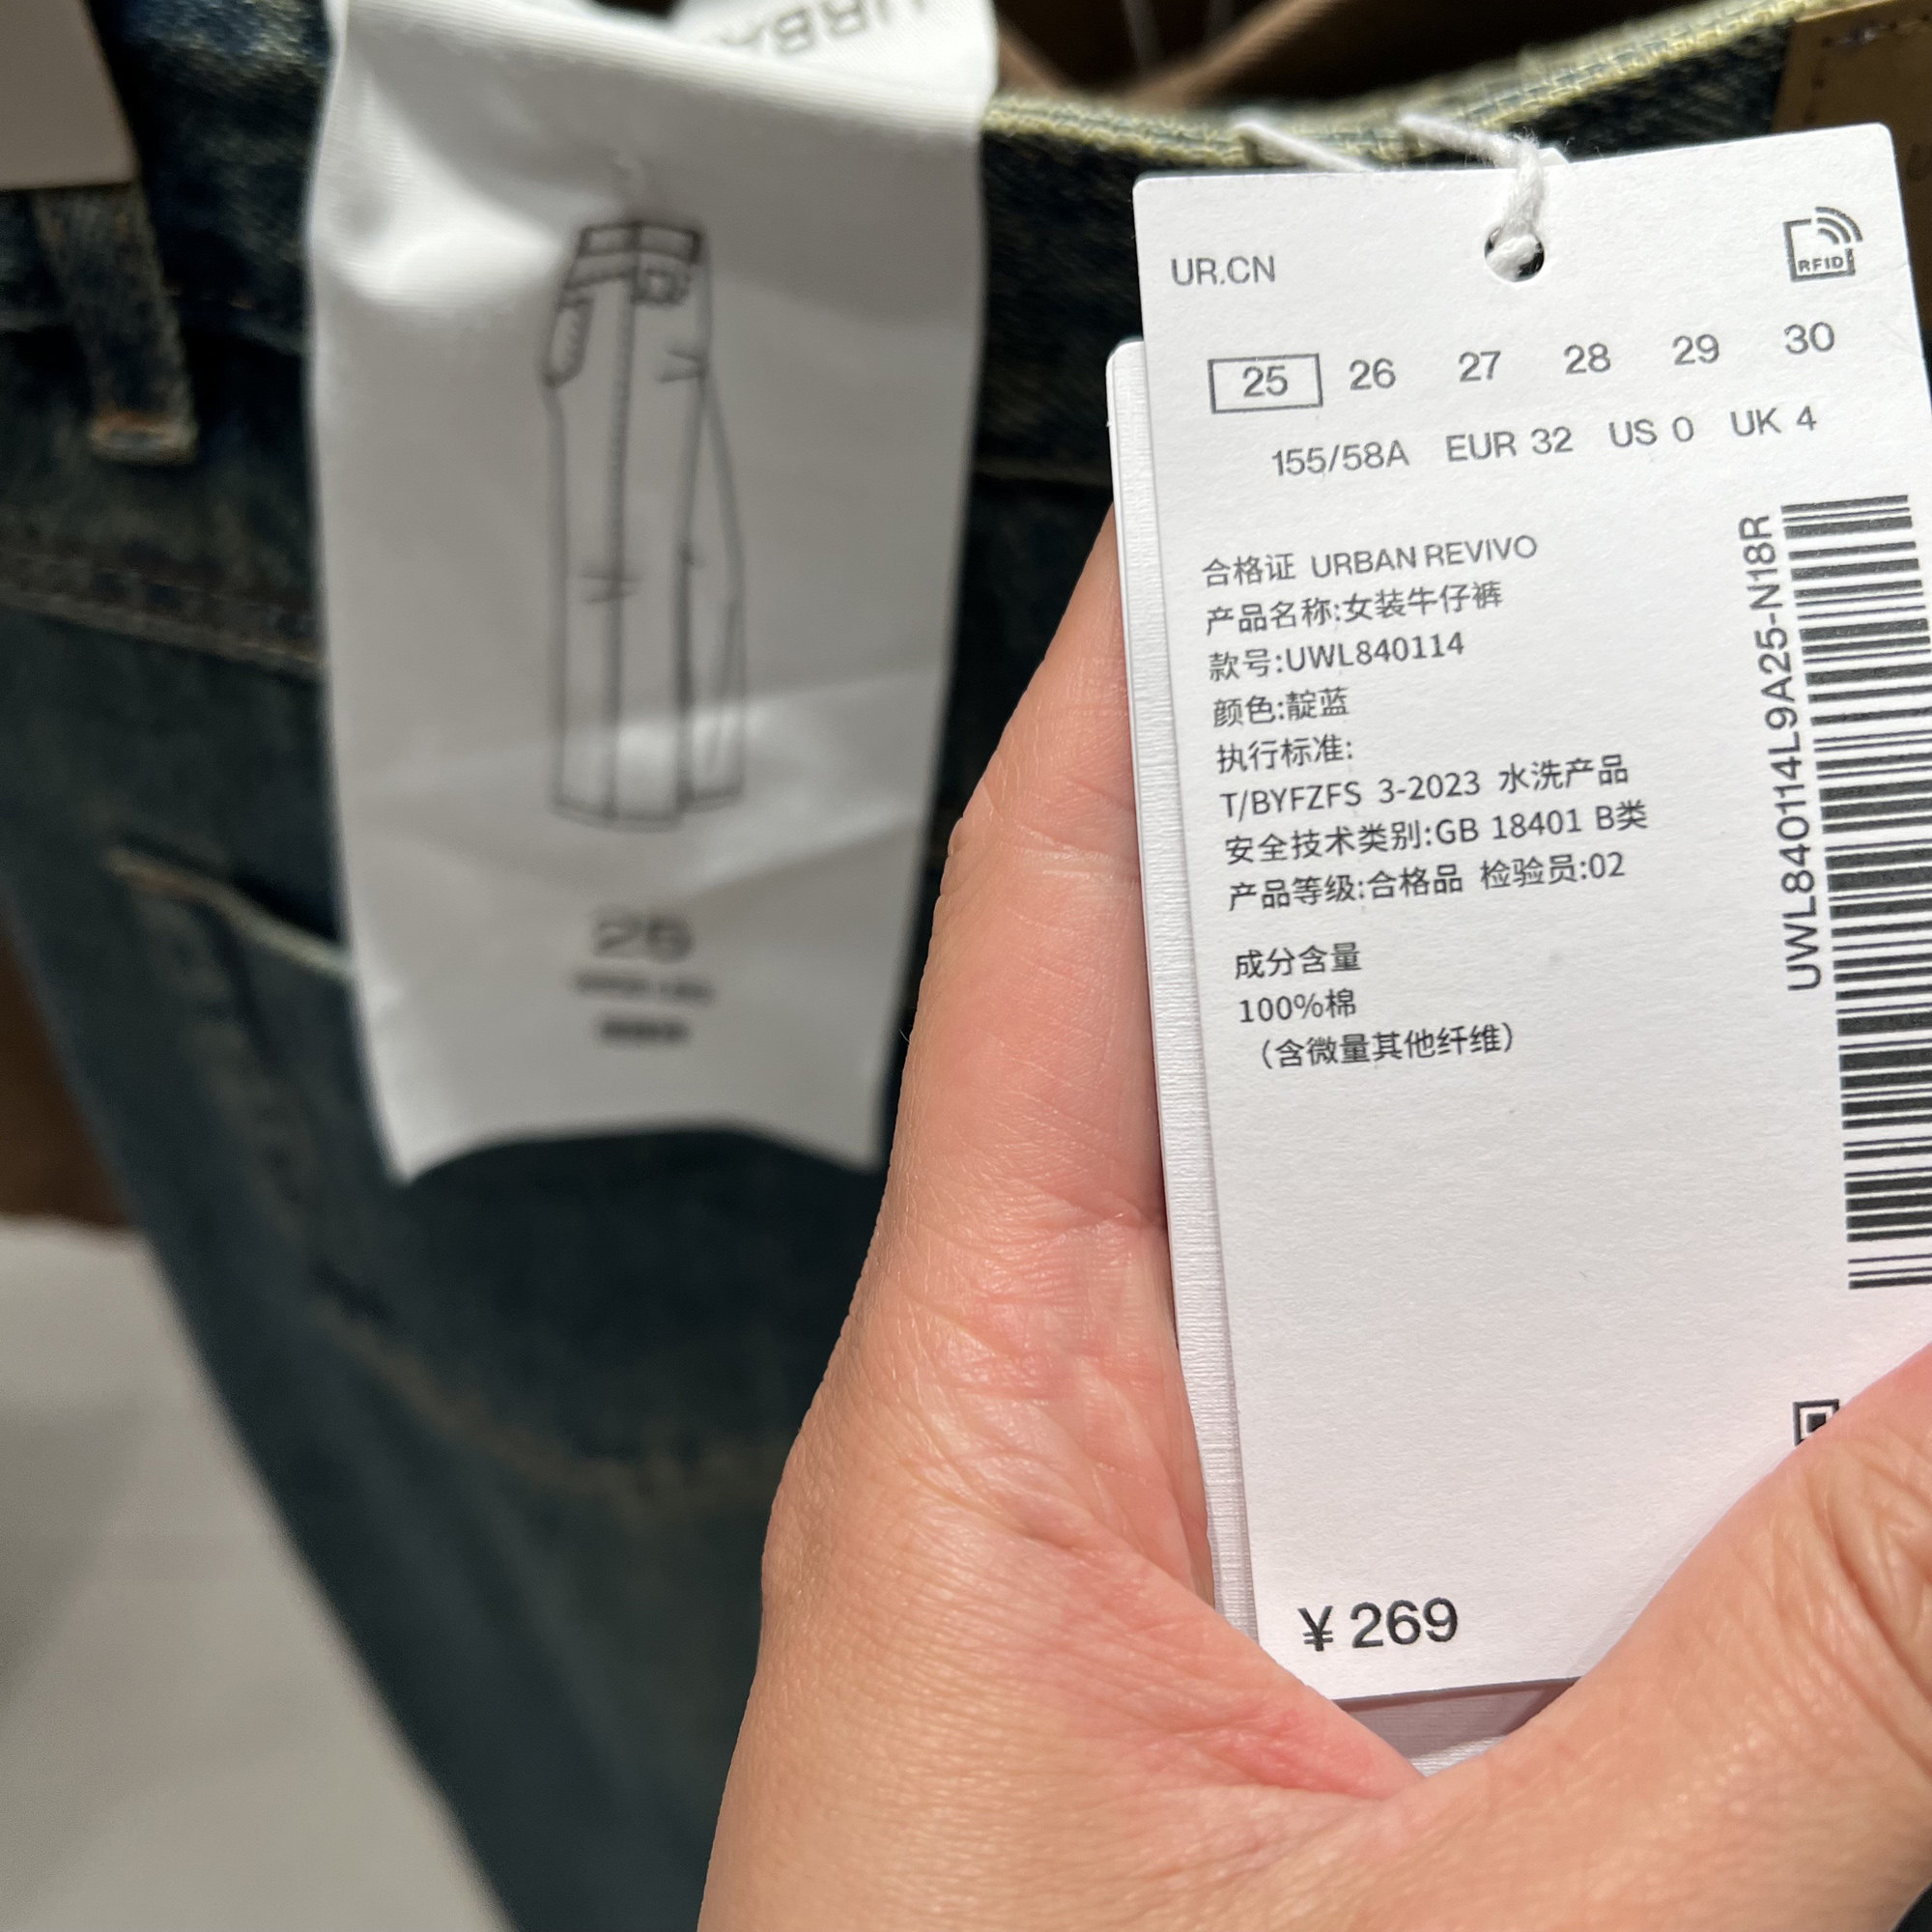 URBA
25
UR.CN
RFID
25 26 27 28 29 30
155/58A EUR 32 US 0 UK 4
合格证 URBAN REVIVO
产品名称:女装牛仔裤
款号:UWL840114
颜色:靛蓝
执行标准:
T/BYFZFS 3-2023 水洗产品
安全技术类别:GB 18401 B类
产品等级:合格品 检验员:02
成分含量
100%棉
（含微量其他纤维）
UWL840114L9A25-N18R
¥ 269